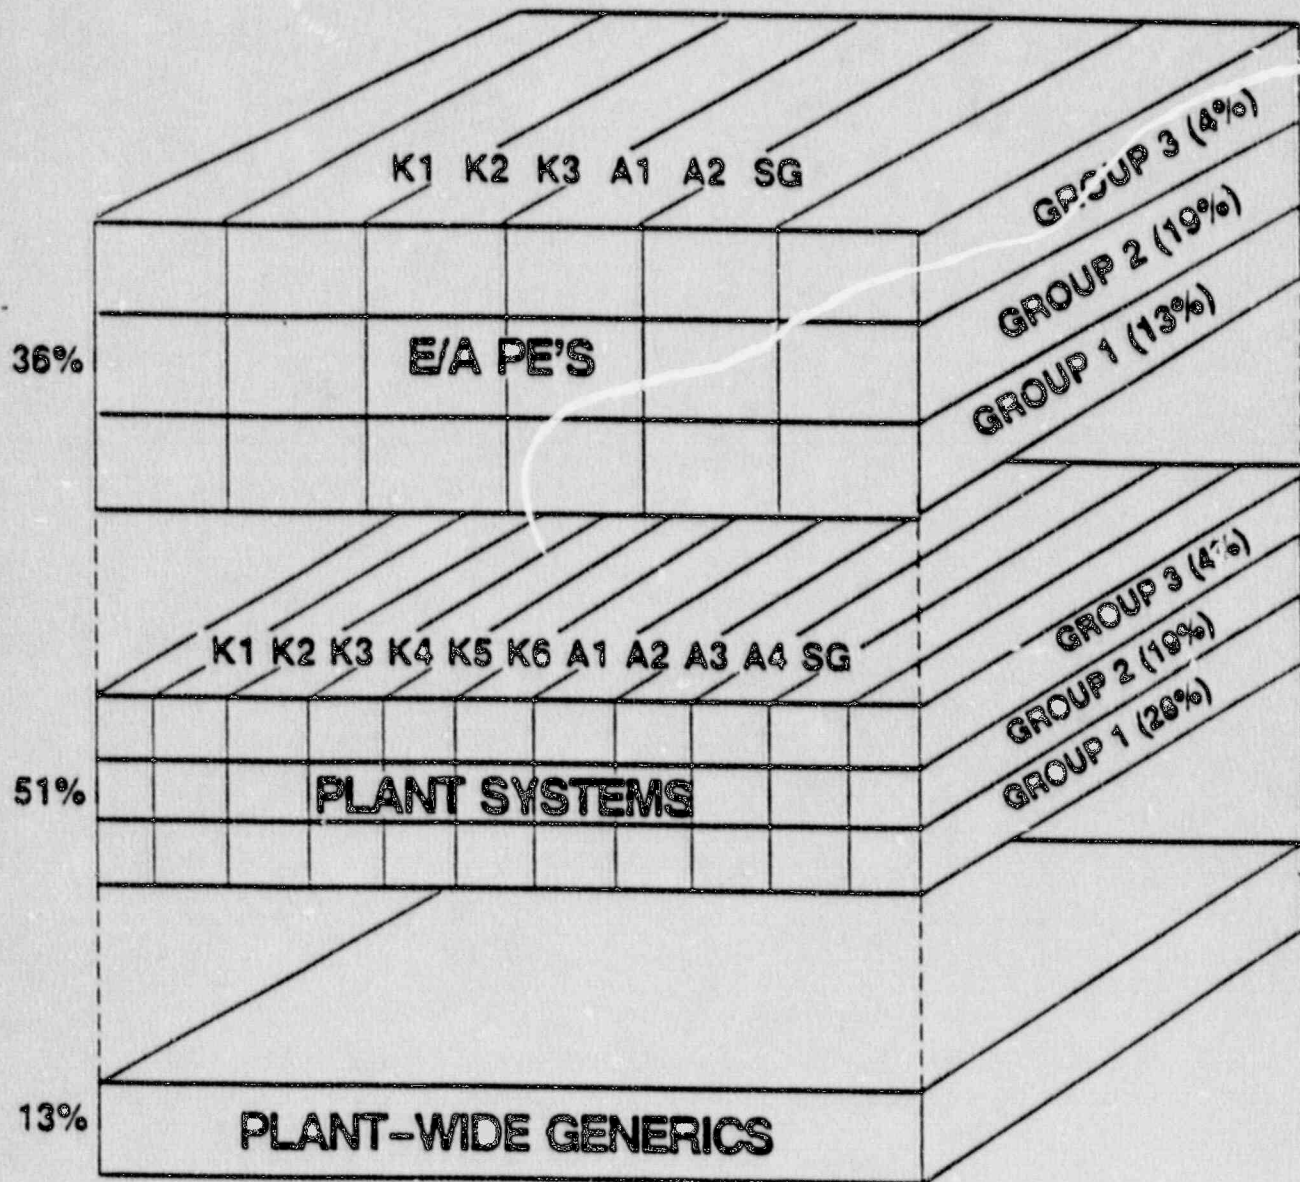 K1 K2 K3 A1 A2 SG
GROUP 3 (4%)
GROUP 2 (19%)
GROUP 1 (13%)
36%
E/A PE'S
K1 K2 K3 K4 K5 K6 A1 A2 A3 A4 SG
GROUP 3 (4%)
GROUP 2 (19%)
GROUP 1 (28%)
51%
PLANT SYSTEMS
13%
PLANT-WIDE GENERICS